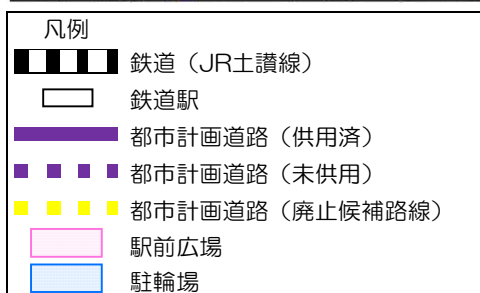 凡例
鉄道（JR土讃線）
鉄道駅
都市計画道路（供用済）
都市計画道路（未供用）
都市計画道路（廃止候補路線）
駅前広場
駐輪場